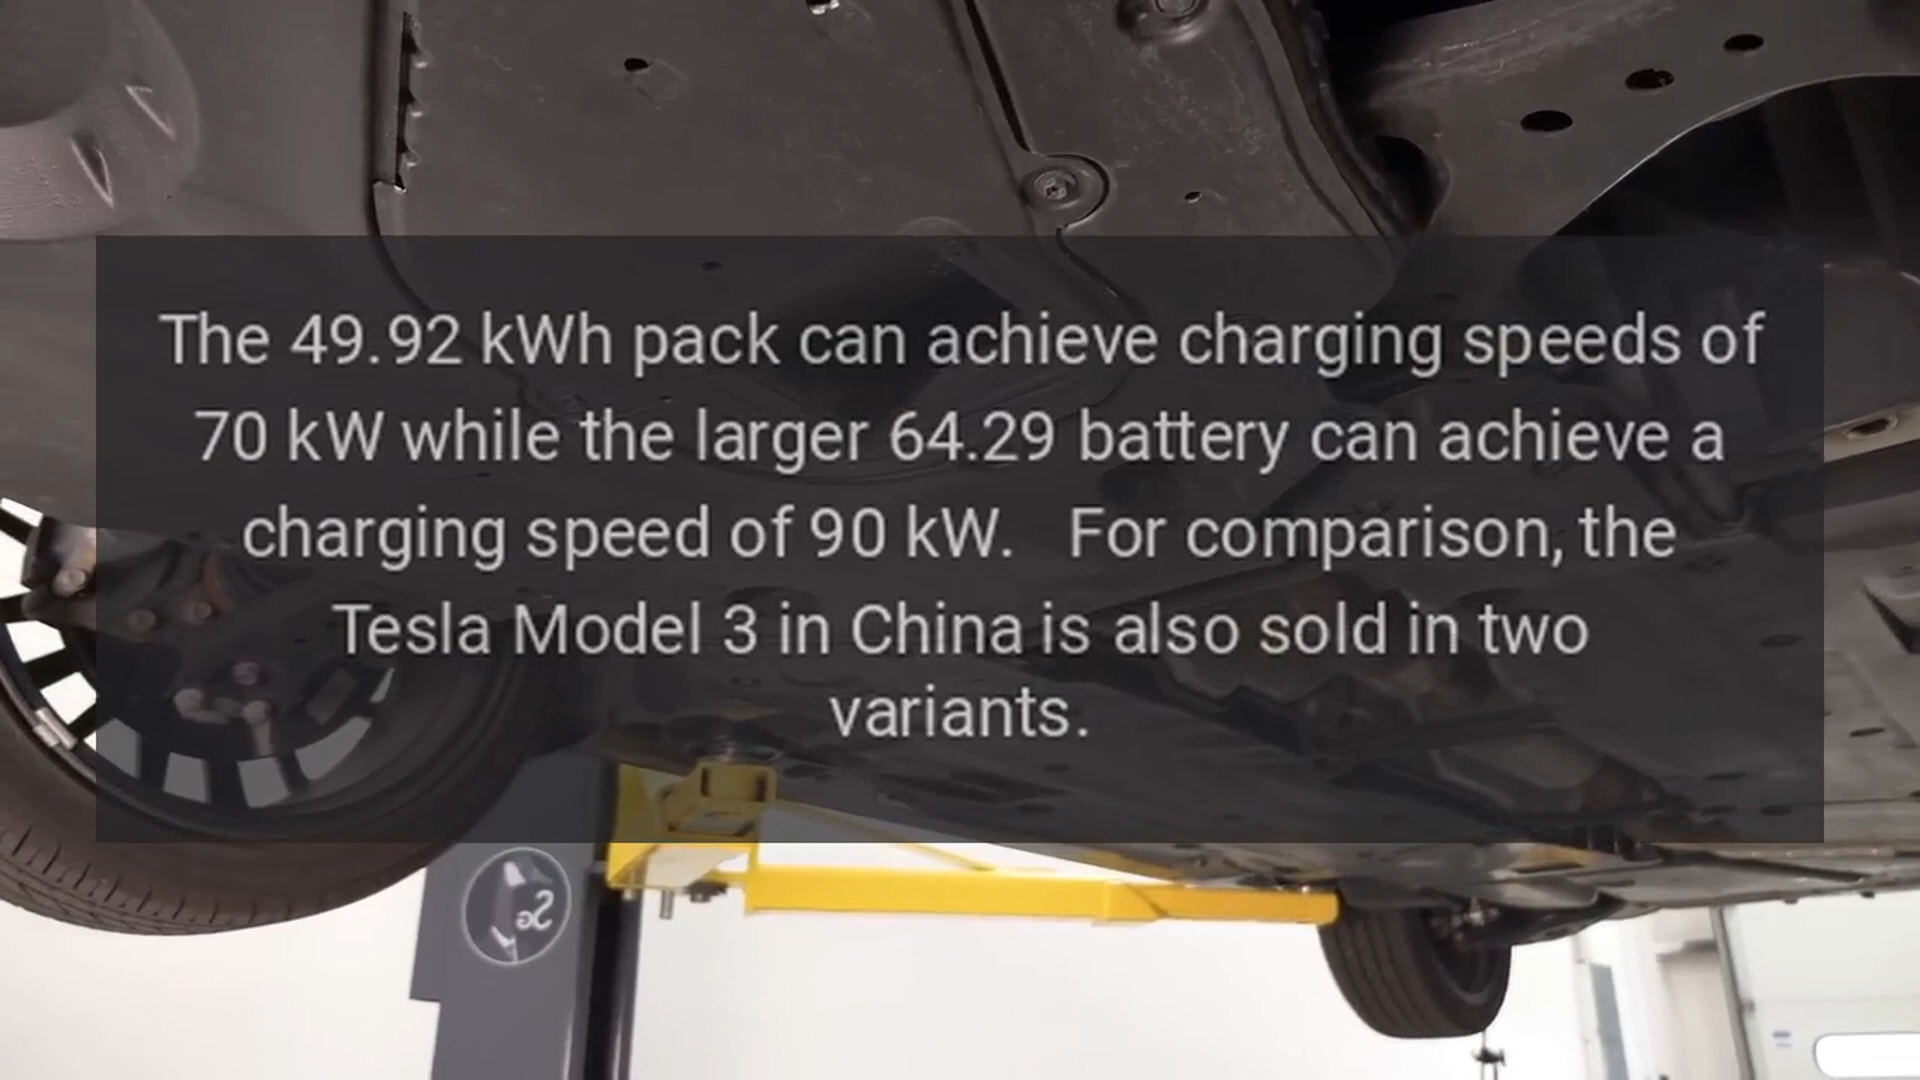 The 49.92 kWh pack can achieve charging speeds of
70 kW while the larger 64.29 battery can achieve a
charging speed of 90 kW.   For comparison, the
Tesla Model 3 in China is also sold in two
variants.